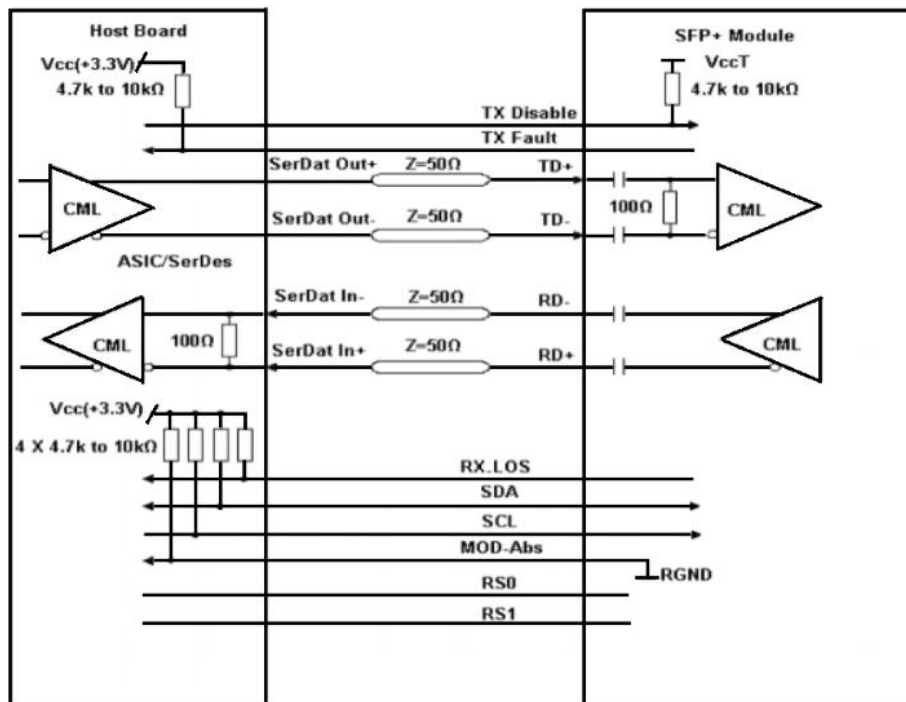 Host Board
SFP+ Module
Vcc(+3.3V)
4.7k to 10kΩ
VccT
4.7k to 10kΩ
TX Disable
TX Fault
SerDat Out+
Z=50Ω
TD+
CML
100Ω
CML
SerDat Out-
Z=50Ω
TD-
ASIC/SerDes
SerDat In-
Z=50Ω
RD-
CML
100Ω
CML
SerDat In+
Z=50Ω
RD+
Vcc(+3.3V)
4 X 4.7k to 10kΩ
RX.LOS
SDA
SCL
MOD-Abs
RGND
RS0
RS1